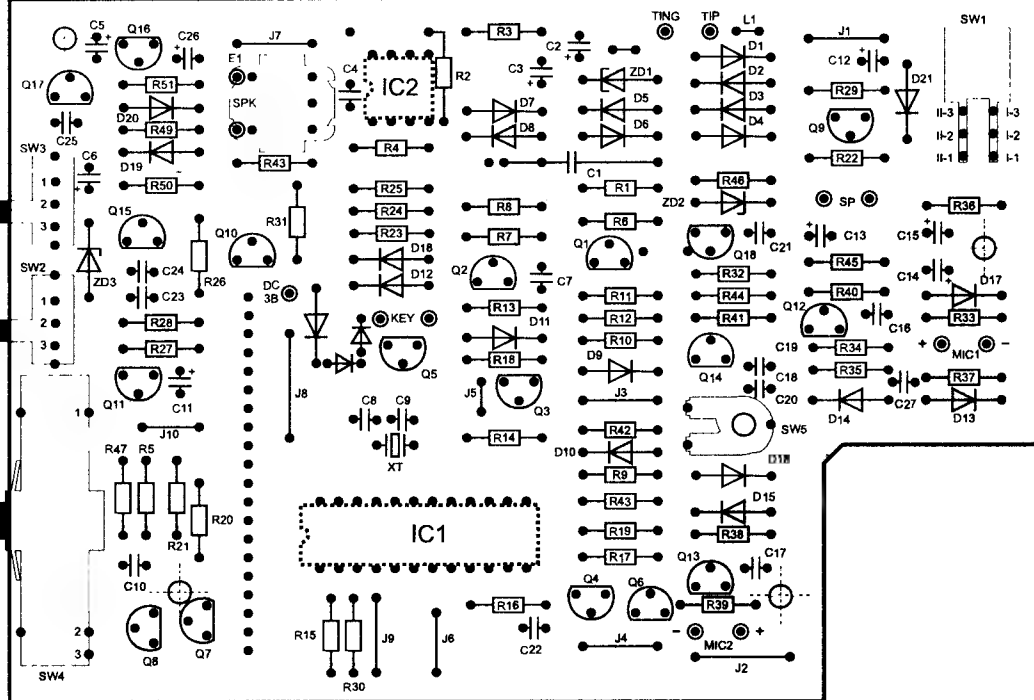 TING TIP L1 SW1
C5 Q16 C26 J7 R3 C2 J1
E1 C4 R2 C3 ZD1 D1 C12 D21
Q17 R51 SPK IC2 D2 R29
D20 D7 D5 D3 II-3 I-3
C25 R49 D8 D6 D4 Q9 II-2 I-2
SW3 D19 R43 R4 R22 II-1 I-1
C6 C1
1 R50 R25 R1 R46
2 R31 R24 R8 ZD2 SP R36
3 Q15 Q10 R23 R7 R6 Q18 C21 C13 C15
SW2 ZD3 C24 R26 D18 Q2 Q1 R45 C14
C23 D12 C7 R32 D17
1 DC 3B R13 R11 R44 R40
2 R28 KEY D11 R12 R41 Q12 C16 R33
3 R27 Q5 R18 R10 Q14 C19 R34 + MIC1 −
Q11 C11 J8 J5 Q3 D9 C18 R35 R37
1 J10 C8 C9 J3 C20 C27 D14 D13
XT R14 R42 SW5
R47 R5 D10 R9
R21 R20 R43 D15
IC1 R19 R38
C10 R17 Q13 C17
Q8 Q7 R15 R30 J9 J6 R16 Q4 Q6 R39
2 C22 J4 − MIC2 +
3 J2
SW4